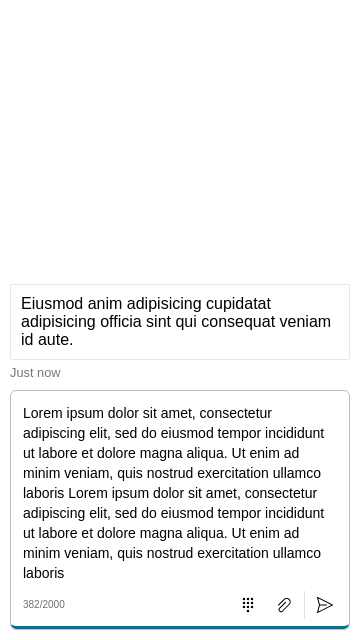 Eiusmod anim adipisicing cupidatat
adipisicing officia sint qui consequat veniam
id aute.
Just now
Lorem ipsum dolor sit amet, consectetur
adipiscing elit, sed do eiusmod tempor incididunt
ut labore et dolore magna aliqua. Ut enim ad
minim veniam, quis nostrud exercitation ullamco
laboris Lorem ipsum dolor sit amet, consectetur
adipiscing elit, sed do eiusmod tempor incididunt
ut labore et dolore magna aliqua. Ut enim ad
minim veniam, quis nostrud exercitation ullamco
laboris
382/2000